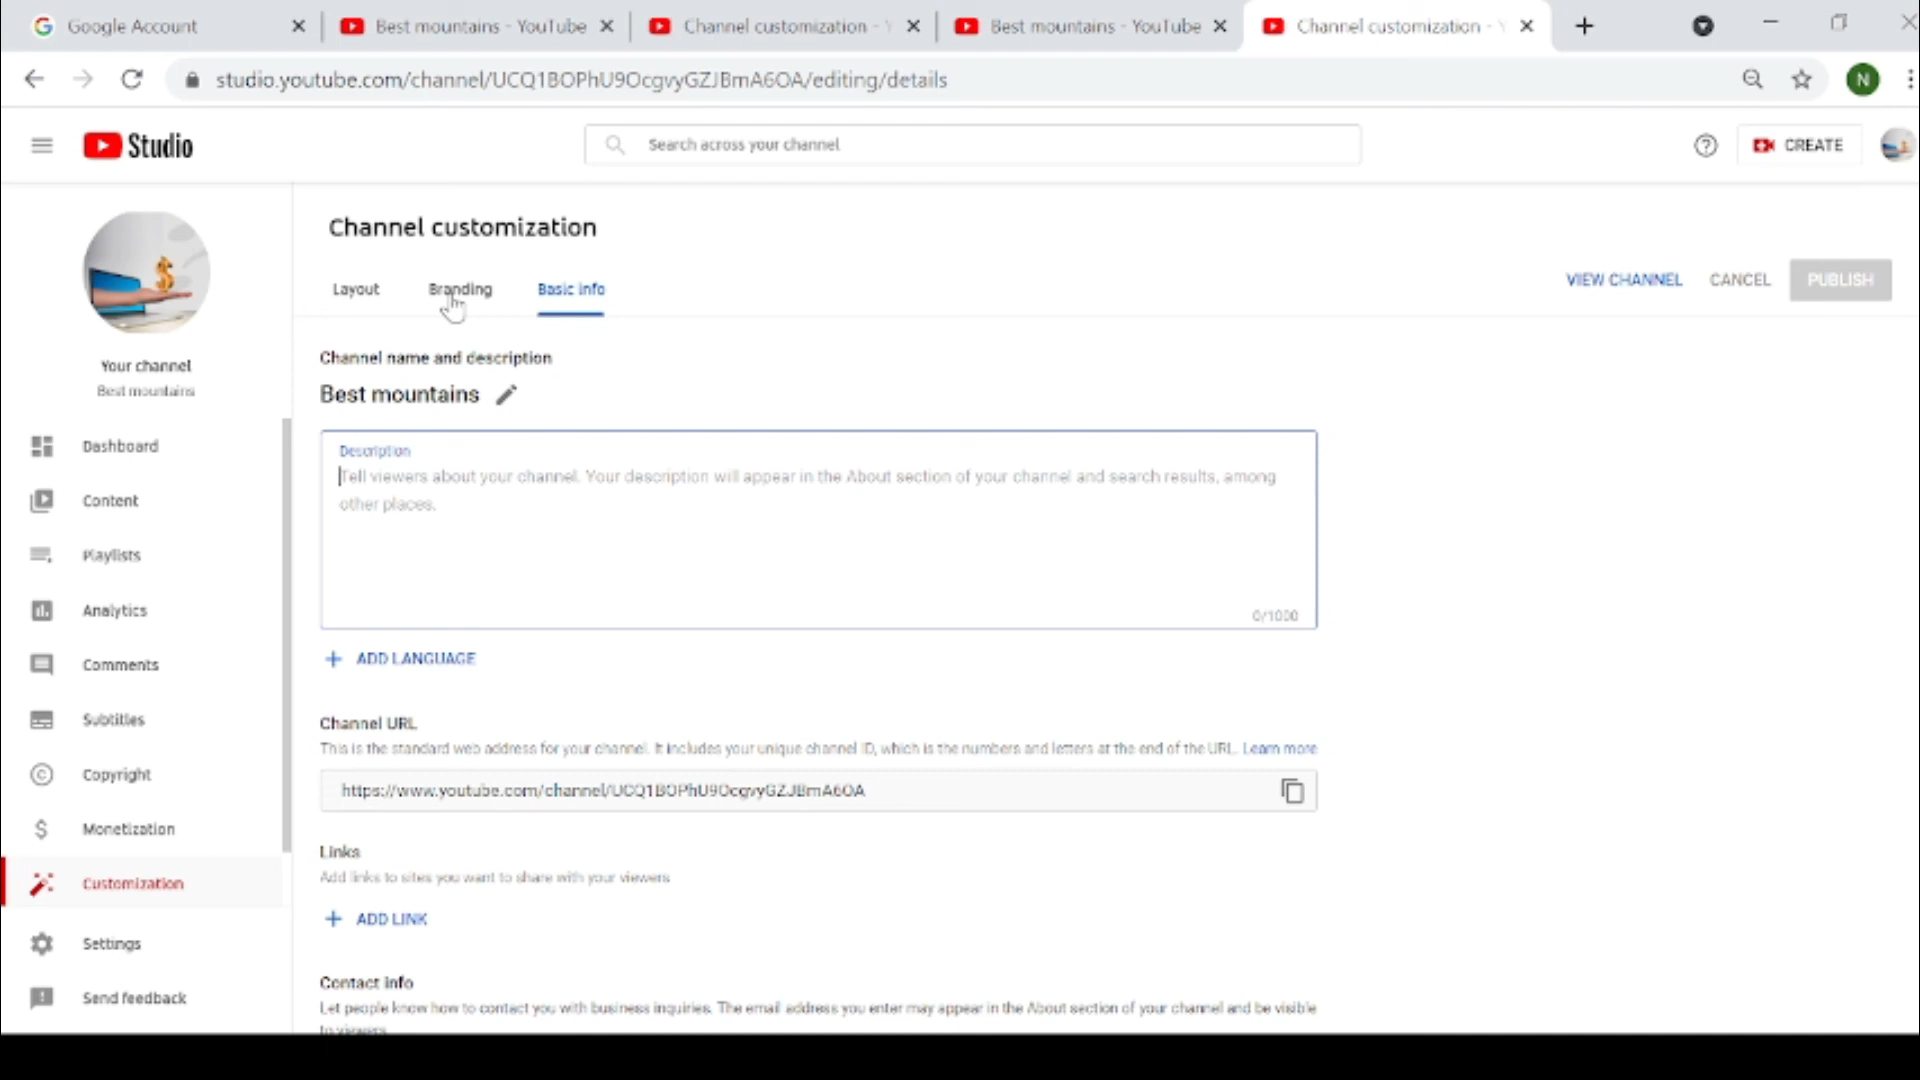 Google Account
Best mountains - YouTube
Channel customization - Y
Best mountains - YouTube
Channel customization - Y
studio.youtube.com/channel/UCQ1BOPhU9OcgvyGZJBmA6OA/editing/details
N
Studio
Search across your channel
CREATE
Channel customization
Layout
Branding
Basic info
VIEW CHANNEL
CANCEL
PUBLISH
Your channel
Best mountains
Dashboard
Content
Playlists
Analytics
Comments
Subtitles
Copyright
Monetization
Customization
Settings
Send feedback
Channel name and description
Best mountains
Description
Tell viewers about your channel. Your description will appear in the About section of your channel and search results, among
other places.
0/1000
+ ADD LANGUAGE
Channel URL
This is the standard web address for your channel. It includes your unique channel ID, which is the numbers and letters at the end of the URL. Learn more
https://www.youtube.com/channel/UCQ1BOPhU9OcgvyGZJBmA6OA
Links
Add links to sites you want to share with your viewers
+ ADD LINK
Contact info
Let people know how to contact you with business inquiries. The email address you enter may appear in the About section of your channel and be visible
to viewers